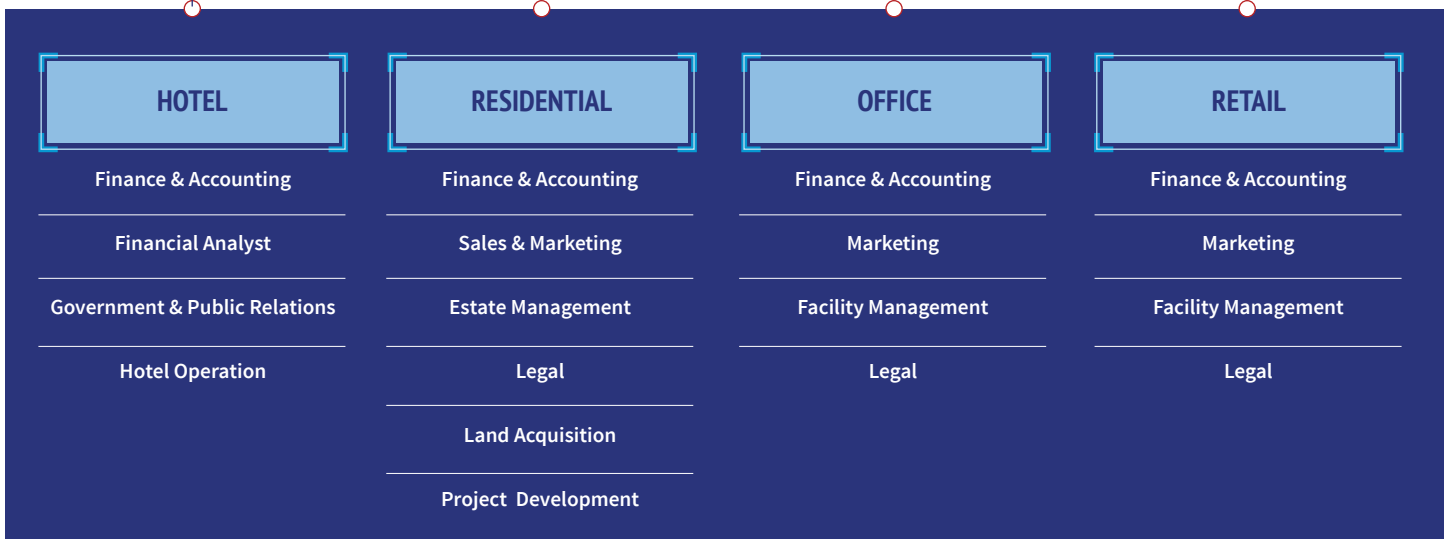 HOTEL
Finance & Accounting
Financial Analyst
Government & Public Relations
Hotel Operation
RESIDENTIAL
Finance & Accounting
Sales & Marketing
Estate Management
Legal
Land Acquisition
Project Development
OFFICE
Finance & Accounting
Marketing
Facility Management
Legal
RETAIL
Finance & Accounting
Marketing
Facility Management
Legal